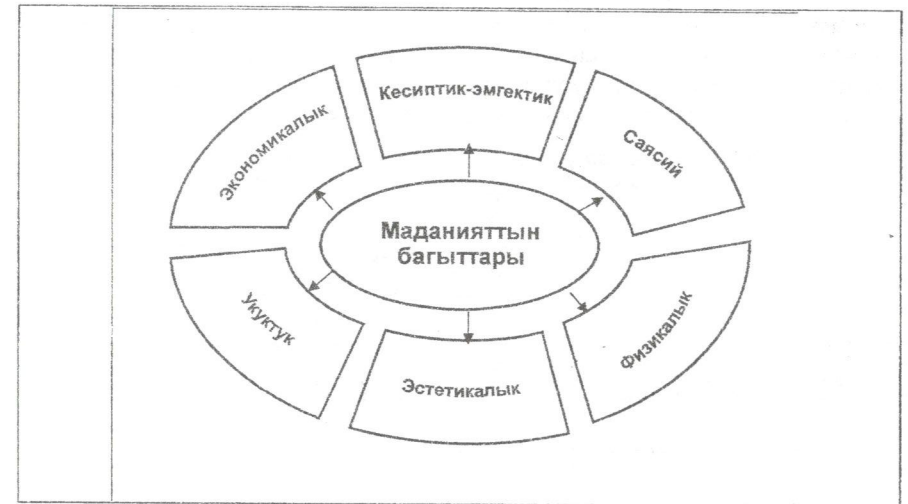 Кесиптик-эмгектик
Экономикалык
Саясий
Маданияттын
багыттары
Укуктук
Физикалык
Эстетикалык